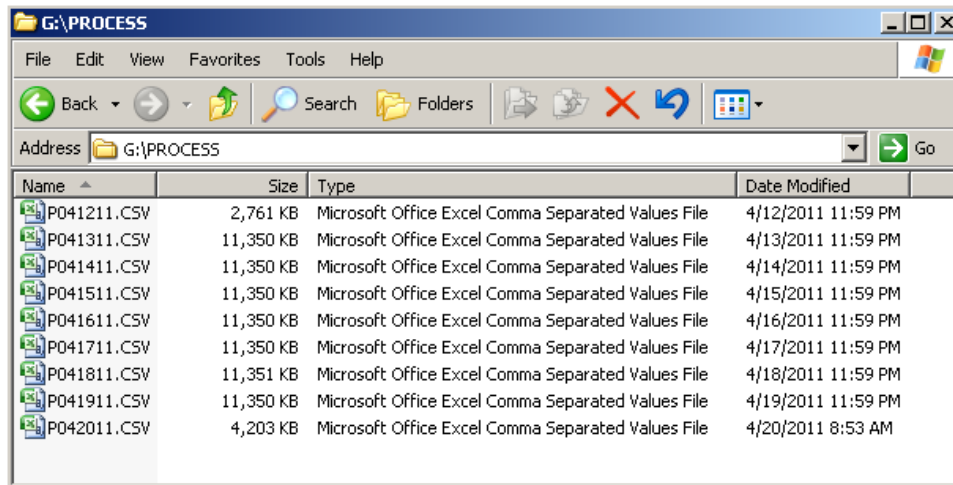 G:\PROCESS
File Edit View Favorites Tools Help
Back Search Folders
Address G:\PROCESS Go
Name Size Type Date Modified
P041211.CSV 2,761 KB Microsoft Office Excel Comma Separated Values File 4/12/2011 11:59 PM
P041311.CSV 11,350 KB Microsoft Office Excel Comma Separated Values File 4/13/2011 11:59 PM
P041411.CSV 11,350 KB Microsoft Office Excel Comma Separated Values File 4/14/2011 11:59 PM
P041511.CSV 11,350 KB Microsoft Office Excel Comma Separated Values File 4/15/2011 11:59 PM
P041611.CSV 11,350 KB Microsoft Office Excel Comma Separated Values File 4/16/2011 11:59 PM
P041711.CSV 11,350 KB Microsoft Office Excel Comma Separated Values File 4/17/2011 11:59 PM
P041811.CSV 11,351 KB Microsoft Office Excel Comma Separated Values File 4/18/2011 11:59 PM
P041911.CSV 11,350 KB Microsoft Office Excel Comma Separated Values File 4/19/2011 11:59 PM
P042011.CSV 4,203 KB Microsoft Office Excel Comma Separated Values File 4/20/2011 8:53 AM